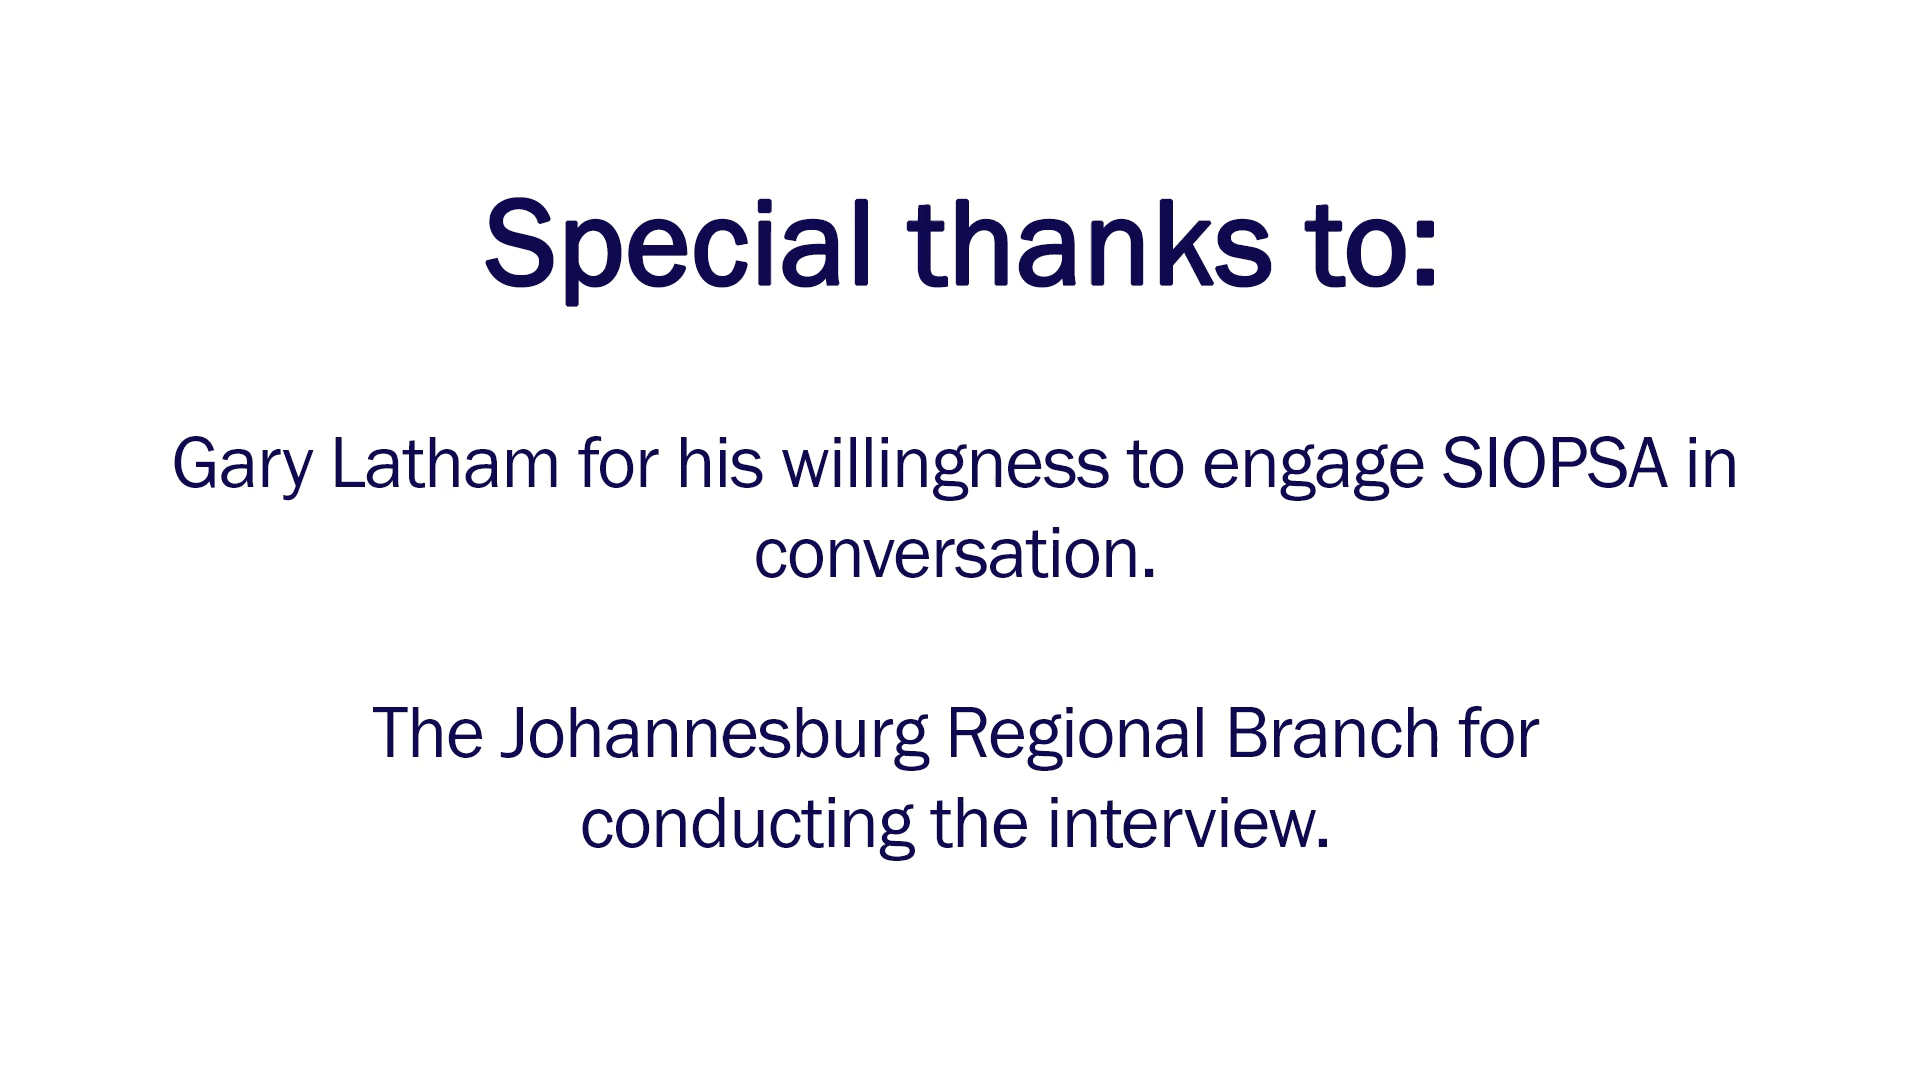 Special thanks to:
Gary Latham for his willingness to engage SIOPSA in
conversation.
The Johannesburg Regional Branch for
conducting the interview.